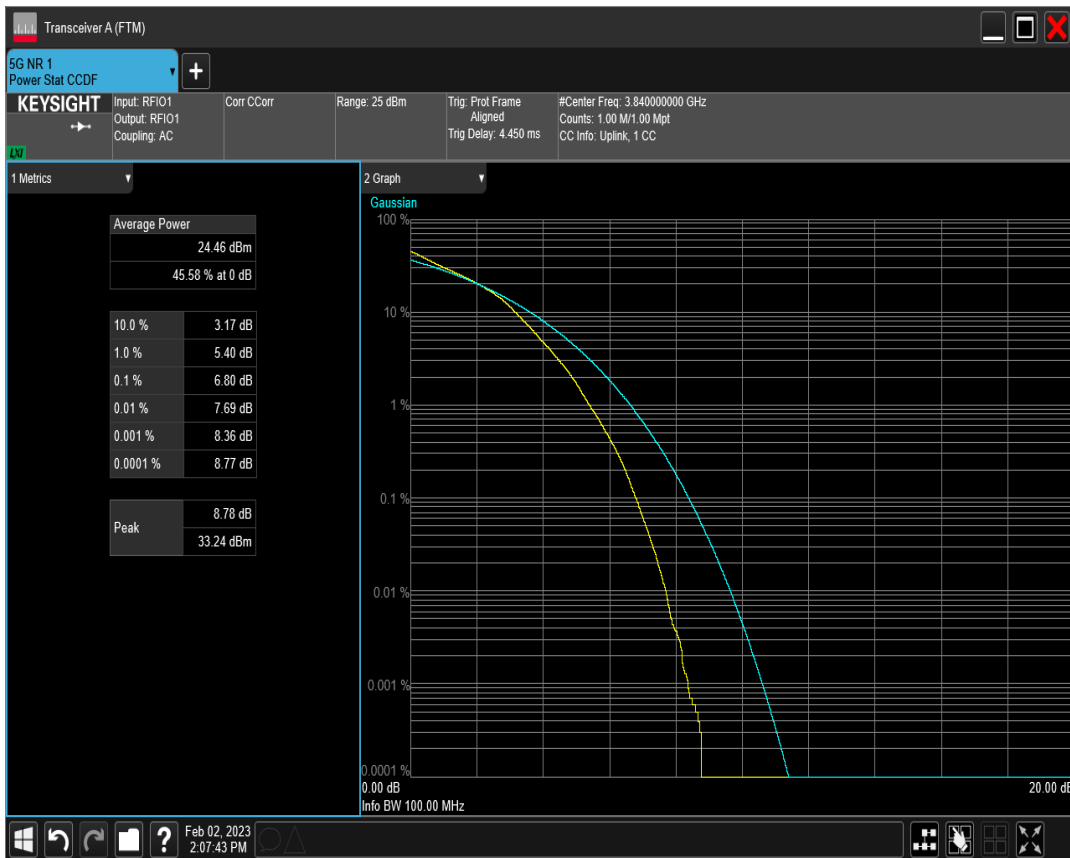 Transceiver A (FTM)
5G NR 1
Power Stat CCDF
KEYSIGHT
LXI
Input: RFIO1
Output: RFIO1
Coupling: AC
Corr CCorr
Range: 25 dBm
Trig: Prot Frame
Aligned
Trig Delay: 4.450 ms
#Center Freq: 3.840000000 GHz
Counts: 1.00 M/1.00 Mpt
CC Info: Uplink, 1 CC
1 Metrics
Average Power
24.46 dBm
45.58 % at 0 dB
10.0 % 3.17 dB
1.0 % 5.40 dB
0.1 % 6.80 dB
0.01 % 7.69 dB
0.001 % 8.36 dB
0.0001 % 8.77 dB
Peak 8.78 dB
33.24 dBm
2 Graph
Gaussian
100 %
10 %
1 %
0.1 %
0.01 %
0.001 %
0.0001 %
0.00 dB 20.00 dB
Info BW 100.00 MHz
Feb 02, 2023
2:07:43 PM